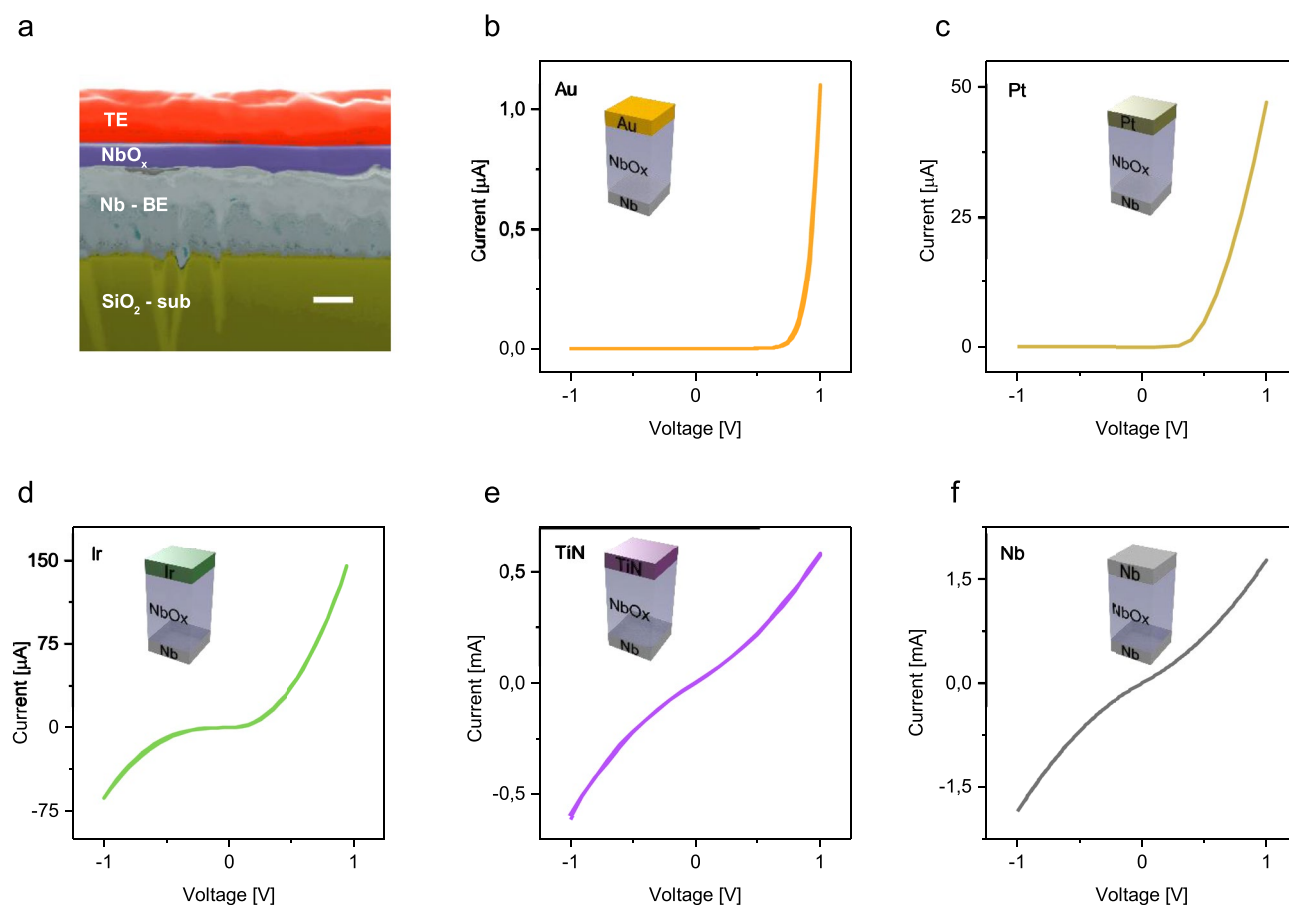 a
TE
NbOx
Nb - BE
SiO2 - sub
b
Au
Au
NbOx
Nb
1,0
0,5
0,0
Current [µA]
-1
0
1
Voltage [V]
c
Pt
Pt
NbOx
Nb
50
25
0
Current [µA]
-1
0
1
Voltage [V]
d
Ir
Ir
NbOx
Nb
150
75
0
-75
Current [µA]
-1
0
1
Voltage [V]
e
TiN
TiN
NbOx
Nb
0,5
0,0
-0,5
Current [mA]
-1
0
1
Voltage [V]
f
Nb
Nb
NbOx
Nb
1,5
0,0
-1,5
Current [mA]
-1
0
1
Voltage [V]